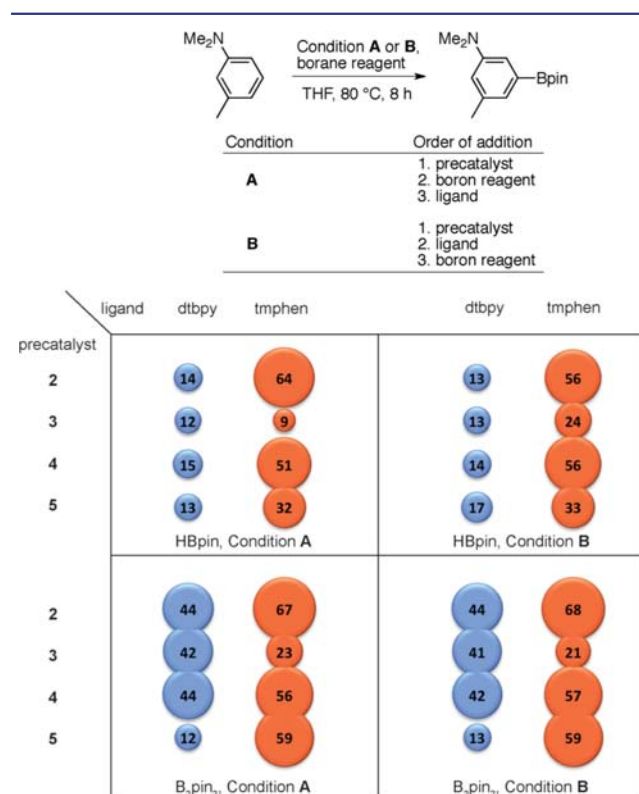 Me2N
Condition A or B,
borane reagent
THF, 80 °C, 8 h
Me2N
Bpin
Condition Order of addition
A
1. precatalyst
2. boron reagent
3. ligand
B
1. precatalyst
2. ligand
3. boron reagent
ligand dtbpy tmphen dtbpy tmphen
precatalyst
2 14 64 13 56
3 12 9 13 24
4 15 51 14 56
5 13 32 17 33
HBpin, Condition A HBpin, Condition B
2 44 67 44 68
3 42 23 41 21
4 44 56 42 57
5 12 59 13 59
B2pin2, Condition A B2pin2, Condition B